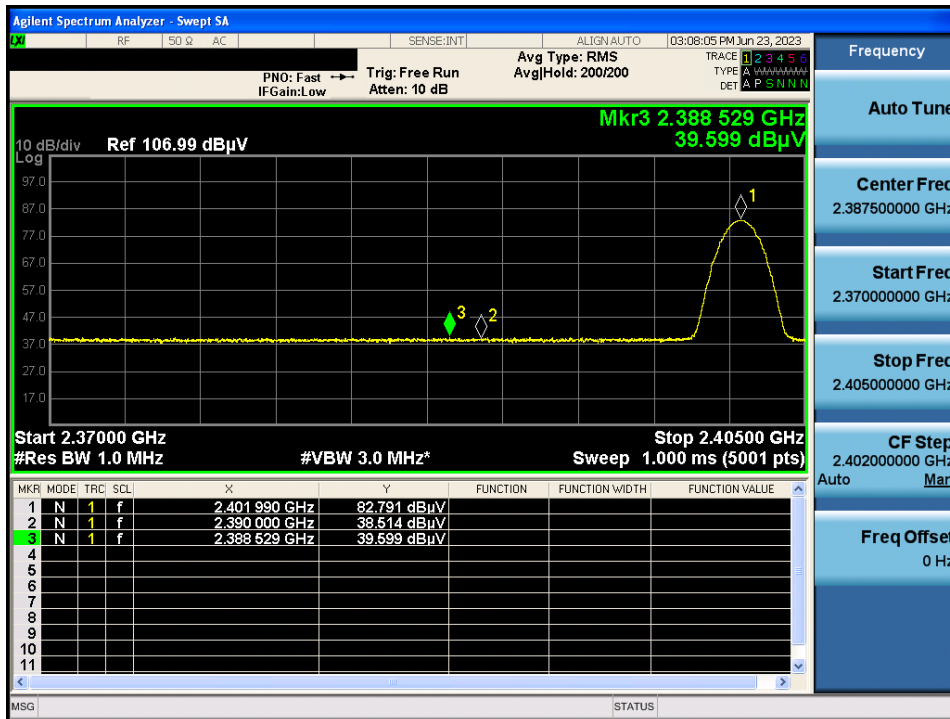 Agilent Spectrum Analyzer - Swept SA
LXI RF 50 Ω AC SENSE:INT ALIGN AUTO 03:08:05 PM Jun 23, 2023
PNO: Fast Trig: Free Run Avg Type: RMS TRACE 1 2 3 4 5 6
IFGain:Low Atten: 10 dB Avg|Hold: 200/200 TYPE A WWWWW
DET A P S N N N
Mkr3 2.388 529 GHz
39.599 dBµV
10 dB/div Ref 106.99 dBµV
Log
97.0
87.0
77.0
67.0
57.0
47.0
37.0
27.0
17.0
1
3
2
Start 2.37000 GHz Stop 2.40500 GHz
#Res BW 1.0 MHz #VBW 3.0 MHz* Sweep 1.000 ms (5001 pts)
MKR MODE TRC SCL X Y FUNCTION FUNCTION WIDTH FUNCTION VALUE
1 N 1 f 2.401 990 GHz 82.791 dBµV
2 N 1 f 2.390 000 GHz 38.514 dBµV
3 N 1 f 2.388 529 GHz 39.599 dBµV
4
5
6
7
8
9
10
11
MSG STATUS
Frequency
Auto Tune
Center Freq
2.387500000 GHz
Start Freq
2.370000000 GHz
Stop Freq
2.405000000 GHz
CF Step
2.402000000 GHz
Auto Man
Freq Offset
0 Hz